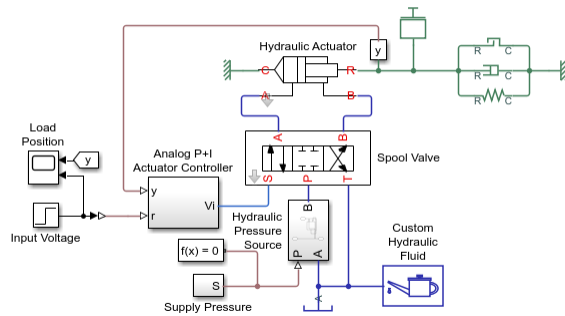 Hydraulic Actuator
y
C
R
A
B
R
C
R
C
R
C
Load
Position
y
Analog P+I
Actuator Controller
A
B
Spool Valve
S
P
T
y
r
Vi
Input Voltage
Hydraulic
Pressure
Source
B
P
A
Custom
Hydraulic
Fluid
f(x) = 0
S
Supply Pressure
A